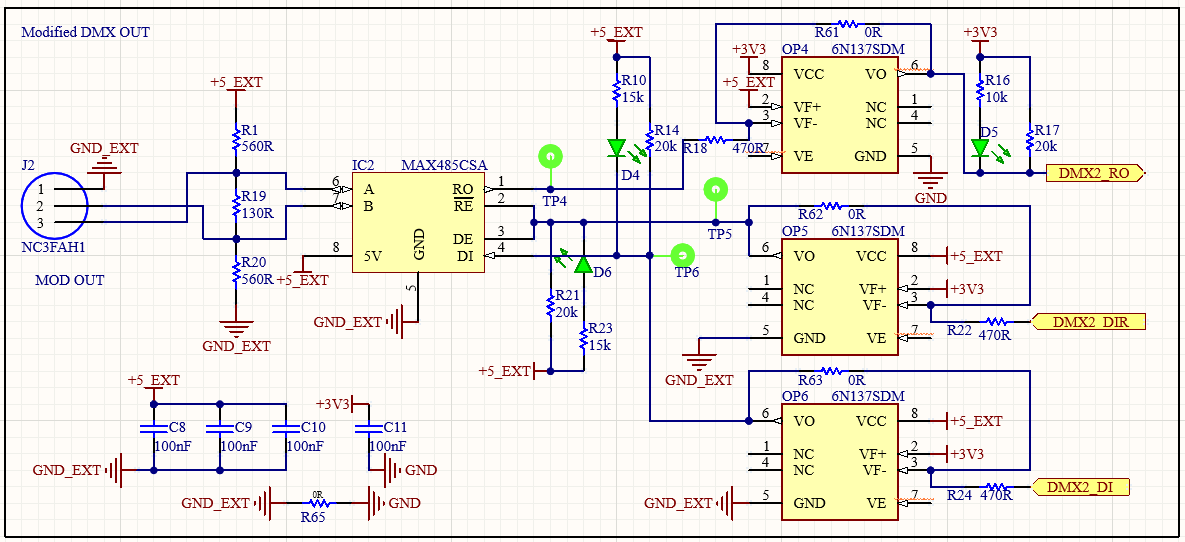 Modified DMX OUT
+5_EXT
R1
560R
GND_EXT
J2
1
2
3
NC3FAH1
MOD OUT
R19
130R
R20
560R
GND_EXT
IC2
MAX485CSA
6
A
7
B
8
5V
+5_EXT
GND
5
GND_EXT
RO
1
RE
2
DE
3
DI
4
TP4
+5_EXT
R10
15k
D4
R14
20k
R18
470R
TP5
TP6
D6
R21
20k
R23
15k
+5_EXT
R61
0R
OP4
6N137SDM
+3V3
8
VCC
+5_EXT
2
VF+
3
VF-
7
VE
VO
6
NC
1
NC
4
GND
5
GND
+3V3
R16
10k
D5
R17
20k
DMX2_RO
R62
0R
OP5
6N137SDM
6
VO
1
NC
4
NC
5
GND
GND_EXT
VCC
8
+5_EXT
VF+
2
+3V3
VF-
3
VE
7
R22
470R
DMX2_DIR
R63
0R
OP6
6N137SDM
6
VO
1
NC
4
NC
5
GND
GND_EXT
VCC
8
+5_EXT
VF+
2
+3V3
VF-
3
VE
7
R24
470R
DMX2_DI
+5_EXT
C8
100nF
C9
100nF
C10
100nF
GND_EXT
+3V3
C11
100nF
GND
GND_EXT
0R
R65
GND